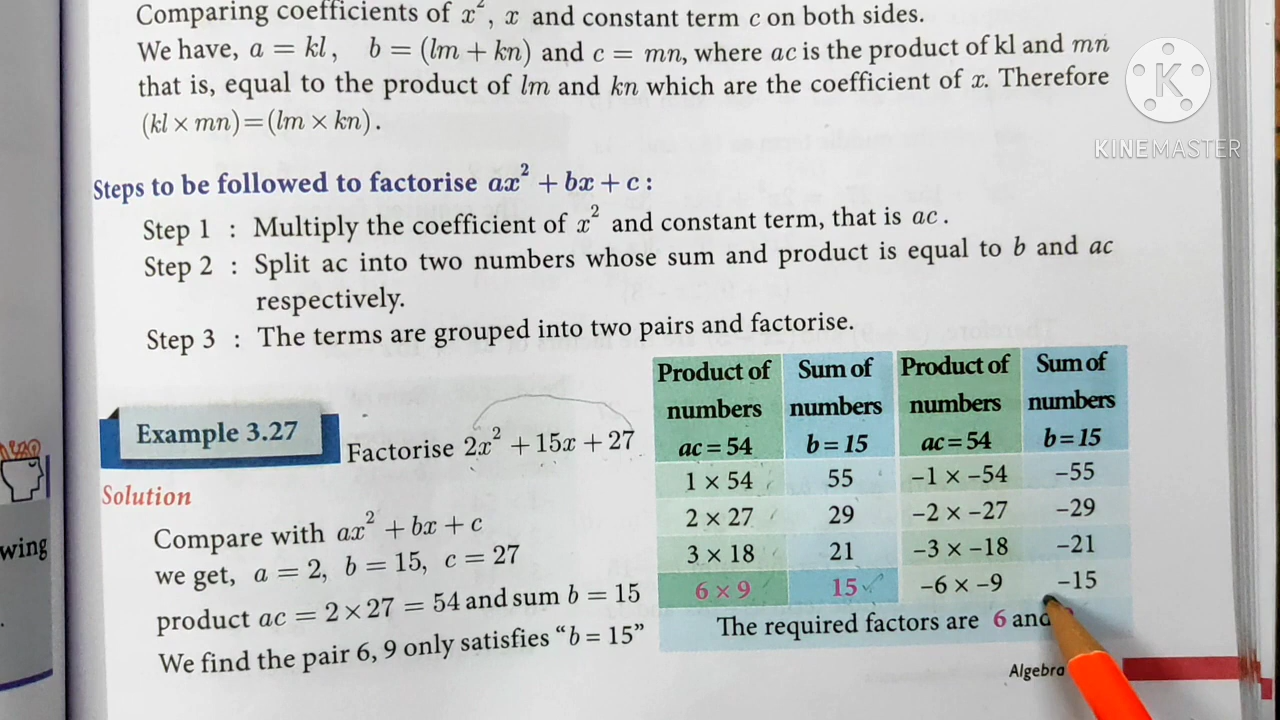 Comparing coefficients of x², x and constant term c on both sides.
We have, a = kl, b = (lm + kn) and c = mn, where ac is the product of kl and mn
that is, equal to the product of lm and kn which are the coefficient of x. Therefore
(kl × mn)=(lm × kn).
K
KINEMASTER
Steps to be followed to factorise ax² + bx + c :
Step 1 : Multiply the coefficient of x² and constant term, that is ac.
Step 2 : Split ac into two numbers whose sum and product is equal to b and ac
respectively.
Step 3 : The terms are grouped into two pairs and factorise.
Example 3.27
Factorise 2x² + 15x + 27
Solution
Compare with ax² + bx + c
we get, a = 2, b = 15, c = 27
product ac = 2 × 27 = 54 and sum b = 15
We find the pair 6, 9 only satisfies “b = 15”
Product of numbers ac = 54 Sum of numbers b = 15 Product of numbers ac = 54 Sum of numbers b = 15
1 × 54 55 −1 × −54 −55
2 × 27 29 −2 × −27 −29
3 × 18 21 −3 × −18 −21
6 × 9 15 −6 × −9 −15
The required factors are 6 and
Algebra
wing